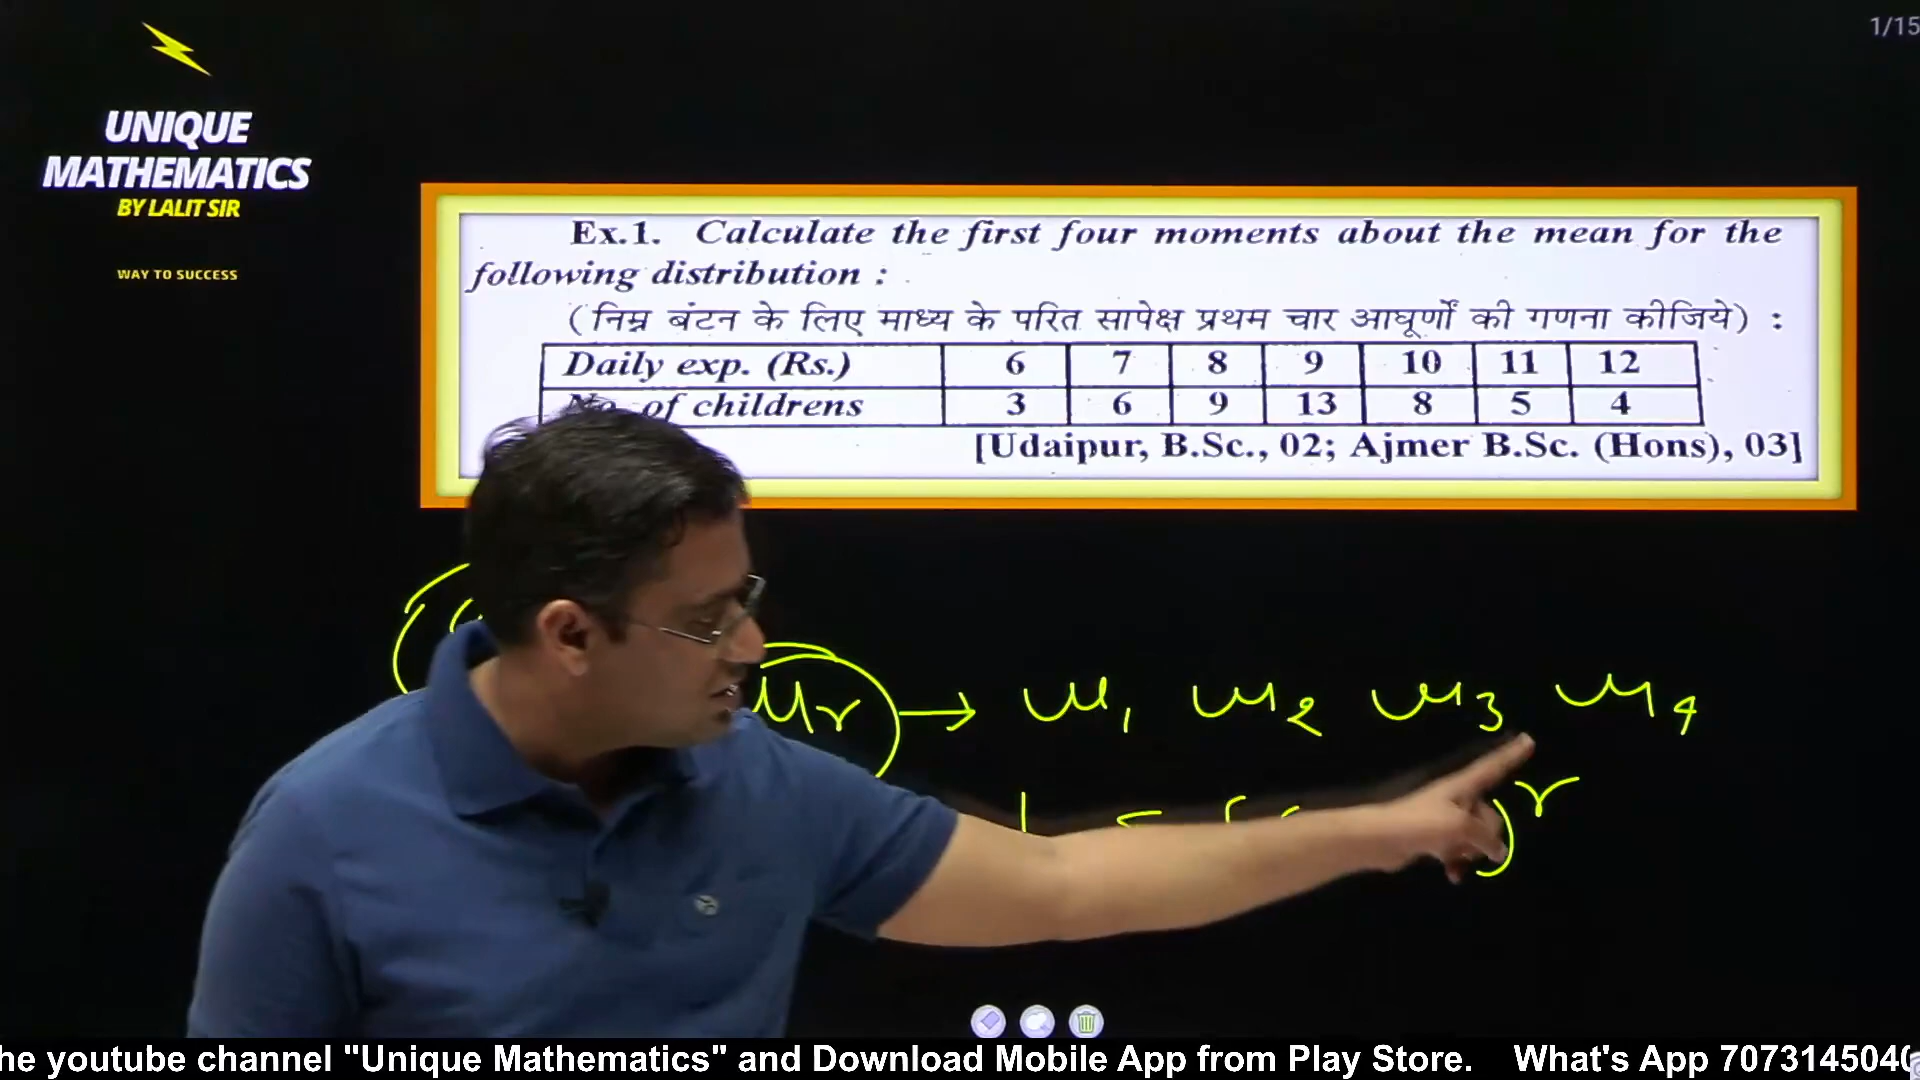 1/15
UNIQUE
MATHEMATICS
BY LALIT SIR
WAY TO SUCCESS
Ex.1. Calculate the first four moments about the mean for the
following distribution :
(निम्न बंटन के लिए माध्य के परित सापेक्ष प्रथम चार आघूर्णों की गणना कीजिये) :
Daily exp. (Rs.) 6 7 8 9 10 11 12
No. of childrens 3 6 9 13 8 5 4
[Udaipur, B.Sc., 02; Ajmer B.Sc. (Hons), 03]
μr → μ1 μ2 μ3 μ4
)r
he youtube channel "Unique Mathematics" and Download Mobile App from Play Store. What's App 7073145040